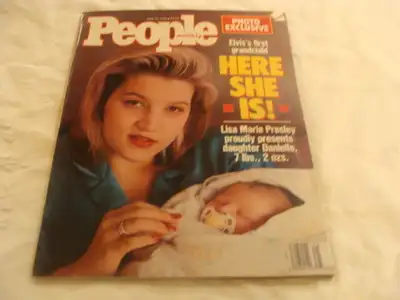 People
weekly
PHOTO
EXCLUSIVE
Elvis's first
grandchild
HERE
SHE
IS!
Lisa Marie Presley
proudly presents
daughter Danielle,
7 lbs., 2 ozs.